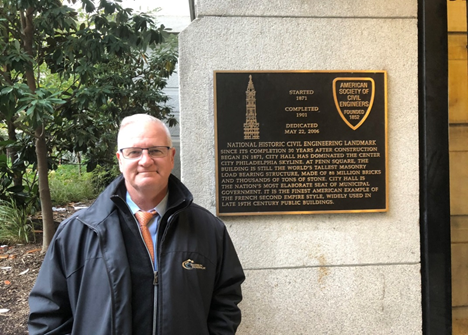 STARTED
1871
COMPLETED
1901
DEDICATED
MAY 22, 2006
AMERICAN
SOCIETY OF
CIVIL
ENGINEERS
FOUNDED
1852
NATIONAL HISTORIC CIVIL ENGINEERING LANDMARK
SINCE ITS COMPLETION 30 YEARS AFTER CONSTRUCTION
BEGAN IN 1871, CITY HALL HAS DOMINATED THE CENTER
CITY PHILADELPHIA SKYLINE. AT PENN SQUARE, THE
BUILDING IS STILL THE WORLD'S TALLEST MASONRY
LOAD BEARING STRUCTURE, MADE OF 88 MILLION BRICKS
AND THOUSANDS OF TONS OF STONE. CITY HALL IS
THE NATION'S MOST ELABORATE SEAT OF MUNICIPAL
GOVERNMENT. IT IS THE FINEST AMERICAN EXAMPLE OF
THE FRENCH SECOND EMPIRE STYLE, WIDELY USED IN
LATE 19TH CENTURY PUBLIC BUILDINGS.